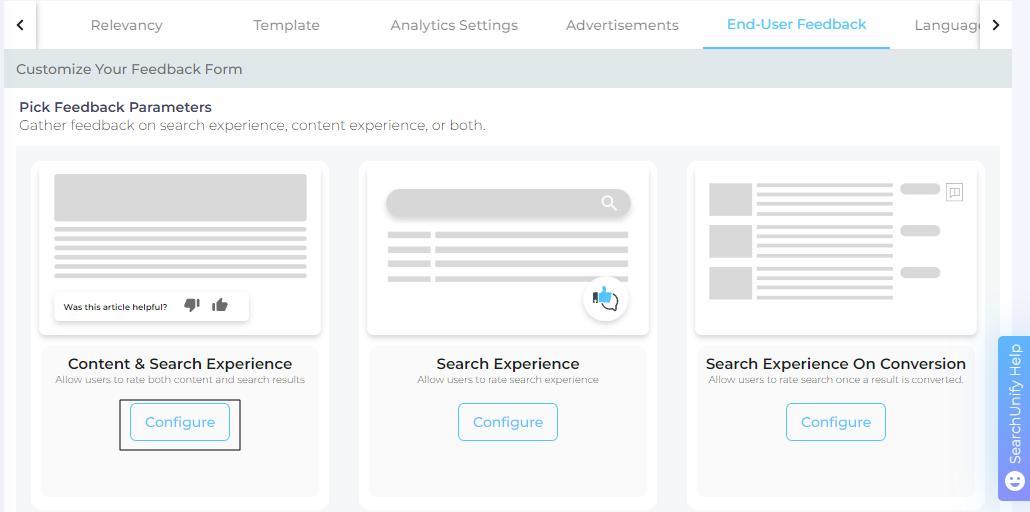 Relevancy Template Analytics Settings Advertisements End-User Feedback Languag
Customize Your Feedback Form
Pick Feedback Parameters
Gather feedback on search experience, content experience, or both.
Was this article helpful?
Content & Search Experience
Allow users to rate both content and search results
Configure
Search Experience
Allow users to rate search experience
Configure
Search Experience On Conversion
Allow users to rate search once a result is converted.
Configure
SearchUnify Help